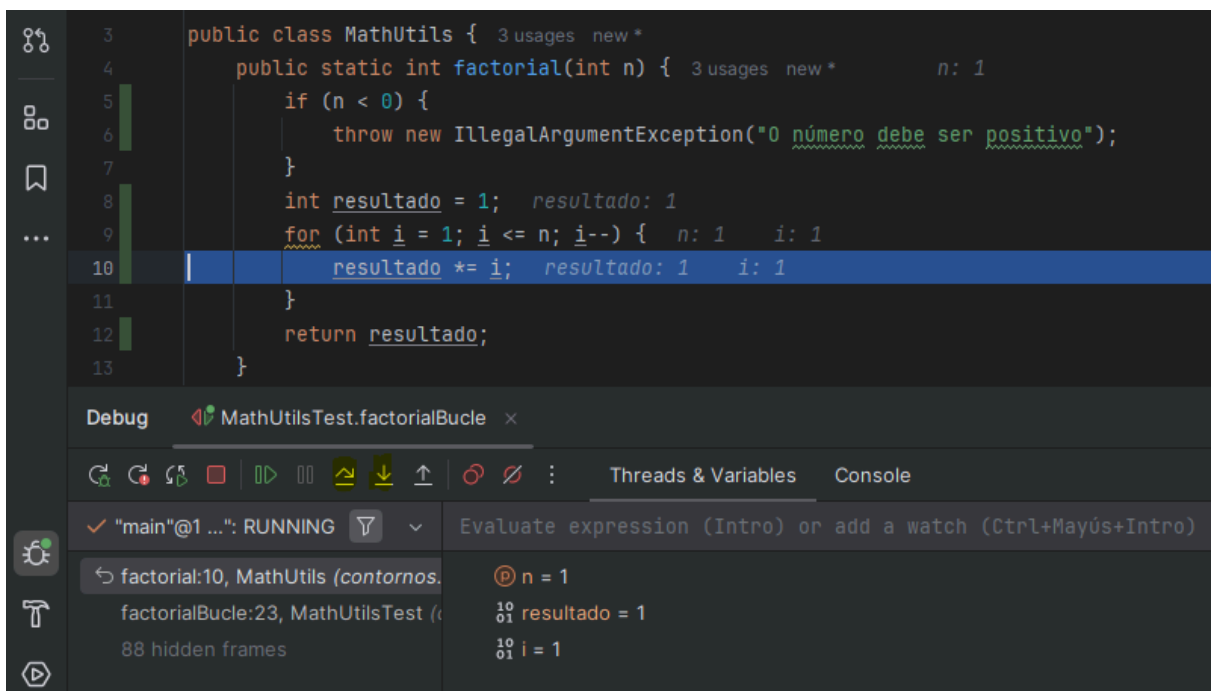 3 public class MathUtils { 3 usages new *
4 public static int factorial(int n) { 3 usages new * n: 1
5 if (n < 0) {
6 throw new IllegalArgumentException("O número debe ser positivo");
7 }
8 int resultado = 1; resultado: 1
9 for (int i = 1; i <= n; i--) { n: 1 i: 1
10 resultado *= i; resultado: 1 i: 1
11 }
12 return resultado;
13 }
Debug MathUtilsTest.factorialBucle ×
Threads & Variables Console
"main"@1 ...": RUNNING Evaluate expression (Intro) or add a watch (Ctrl+Mayús+Intro)
factorial:10, MathUtils (contornos. n = 1
factorialBucle:23, MathUtilsTest (c resultado = 1
88 hidden frames i = 1